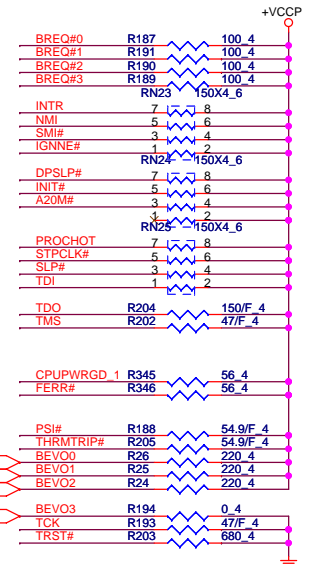 +VCCP
BREQ#0 R187 100_4
BREQ#1 R191 100_4
BREQ#2 R190 100_4
BREQ#3 R189 100_4
RN23 150X4_6
INTR 7 8
NMI 5 6
SMI# 3 4
IGNNE# 1 2
RN24 150X4_6
DPSLP# 7 8
INIT# 5 6
A20M# 3 4
1 2
RN25 150X4_6
PROCHOT 7 8
STPCLK# 5 6
SLP# 3 4
TDI 1 2
TDO R204 150/F_4
TMS R202 47/F_4
CPUPWRGD_1 R345 56_4
FERR# R346 56_4
PSI# R188 54.9/F_4
THRMTRIP# R205 54.9/F_4
BEVO0 R26 220_4
BEVO1 R25 220_4
BEVO2 R24 220_4
BEVO3 R194 0_4
TCK R193 47/F_4
TRST# R203 680_4